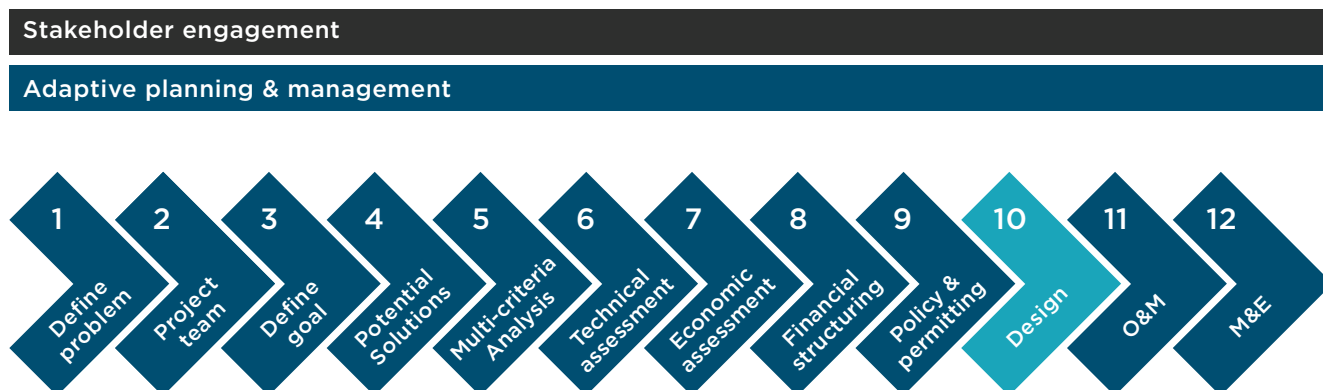 Stakeholder engagement
Adaptive planning & management
1
Define
problem
2
Project
team
3
Define
goal
4
Potential
Solutions
5
Multi-criteria
Analysis
6
Technical
assessment
7
Economic
assessment
8
Financial
structuring
9
Policy &
permitting
10
Design
11
O&M
12
M&E